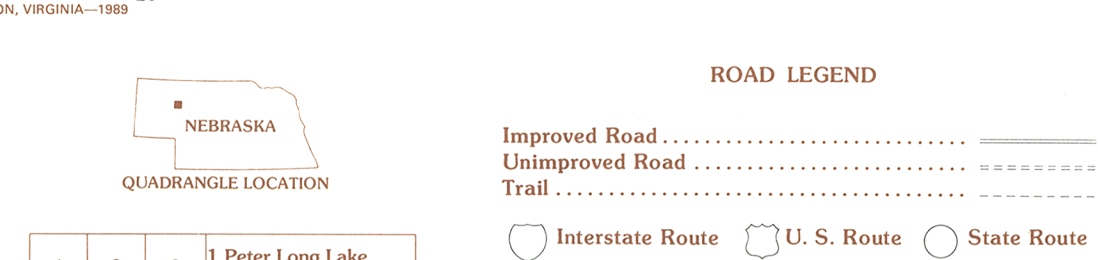 ON, VIRGINIA—1989
NEBRASKA
QUADRANGLE LOCATION
1 Peter Long Lake
ROAD LEGEND
Improved Road
Unimproved Road
Trail
Interstate Route
U. S. Route
State Route